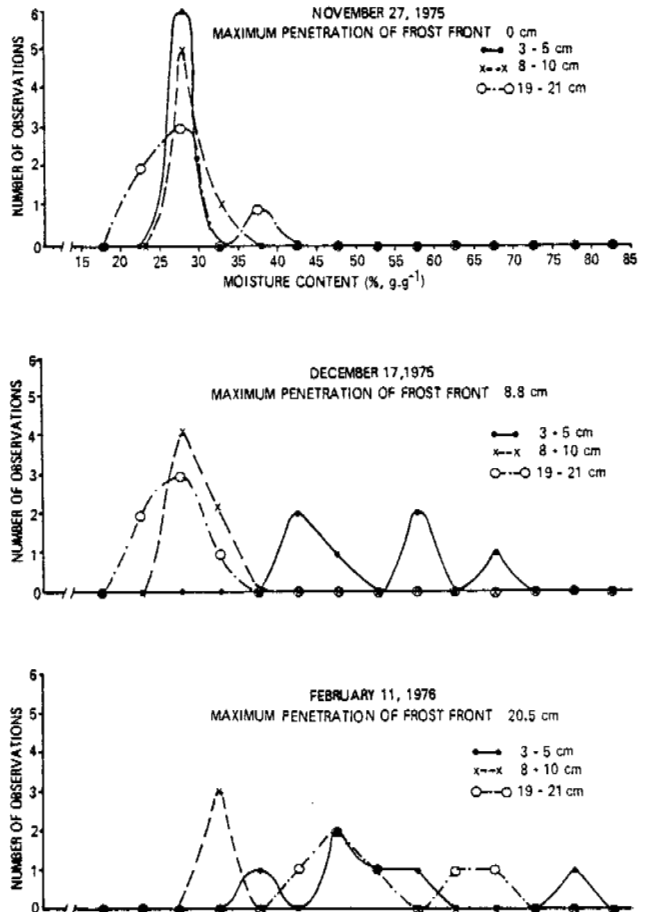 NOVEMBER 27, 1975
MAXIMUM PENETRATION OF FROST FRONT 0 cm
3 - 5 cm
8 - 10 cm
19 - 21 cm
NUMBER OF OBSERVATIONS
6
5
4
3
2
1
0
15 20 25 30 35 40 45 50 55 60 65 70 75 80 85
MOISTURE CONTENT (%, g·g⁻¹)
DECEMBER 17, 1975
MAXIMUM PENETRATION OF FROST FRONT 8.8 cm
3 - 5 cm
8 - 10 cm
19 - 21 cm
NUMBER OF OBSERVATIONS
6
5
4
3
2
1
0
FEBRUARY 11, 1976
MAXIMUM PENETRATION OF FROST FRONT 20.5 cm
3 - 5 cm
8 - 10 cm
19 - 21 cm
NUMBER OF OBSERVATIONS
6
5
4
3
2
1
0